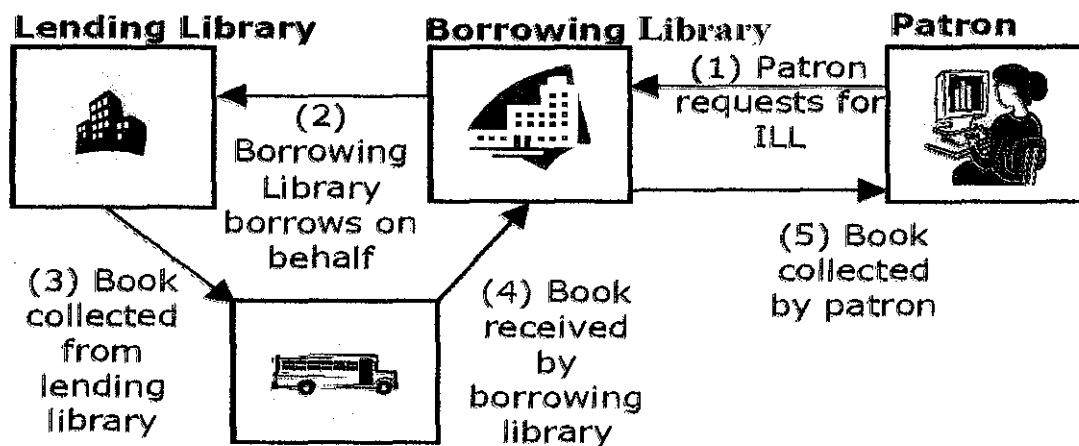 Lending Library
Borrowing Library
Patron
(1) Patron
requests for
ILL
(2)
Borrowing
Library
borrows on
behalf
(3) Book
collected
from
lending
library
(4) Book
received
by
borrowing
library
(5) Book
collected
by patron